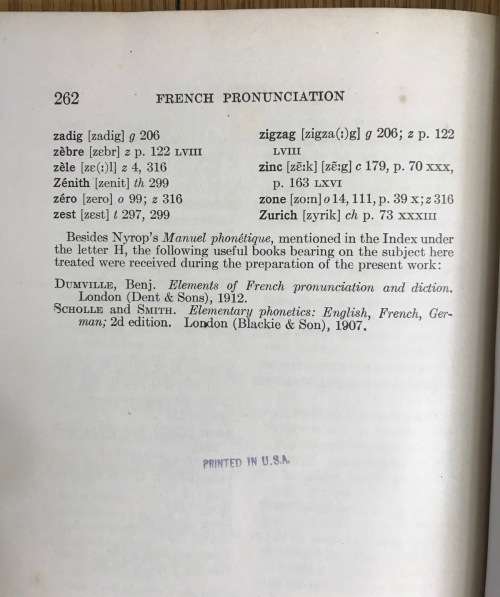 262 FRENCH PRONUNCIATION
zadig [zadig] g 206
zèbre [zɛbr] z p. 122 LVIII
zèle [zɛ(:)l] z 4, 316
Zénith [zenit] th 299
zéro [zero] o 99; z 316
zest [zɛst] t 297, 299
zigzag [zigza(:)g] g 206; z p. 122
LVIII
zinc [zɛ̃:k] [zɛ̃:g] c 179, p. 70 XXX,
p. 163 LXVI
zone [zo:n] o 14, 111, p. 39 X; z 316
Zurich [zyrik] ch p. 73 XXXIII
Besides Nyrop's Manuel phonétique, mentioned in the Index under
the letter H, the following useful books bearing on the subject here
treated were received during the preparation of the present work:
DUMVILLE, Benj. Elements of French pronunciation and diction.
London (Dent & Sons), 1912.
SCHOLLE and SMITH. Elementary phonetics: English, French, Ger-
man; 2d edition. London (Blackie & Son), 1907.
PRINTED IN U.S.A.